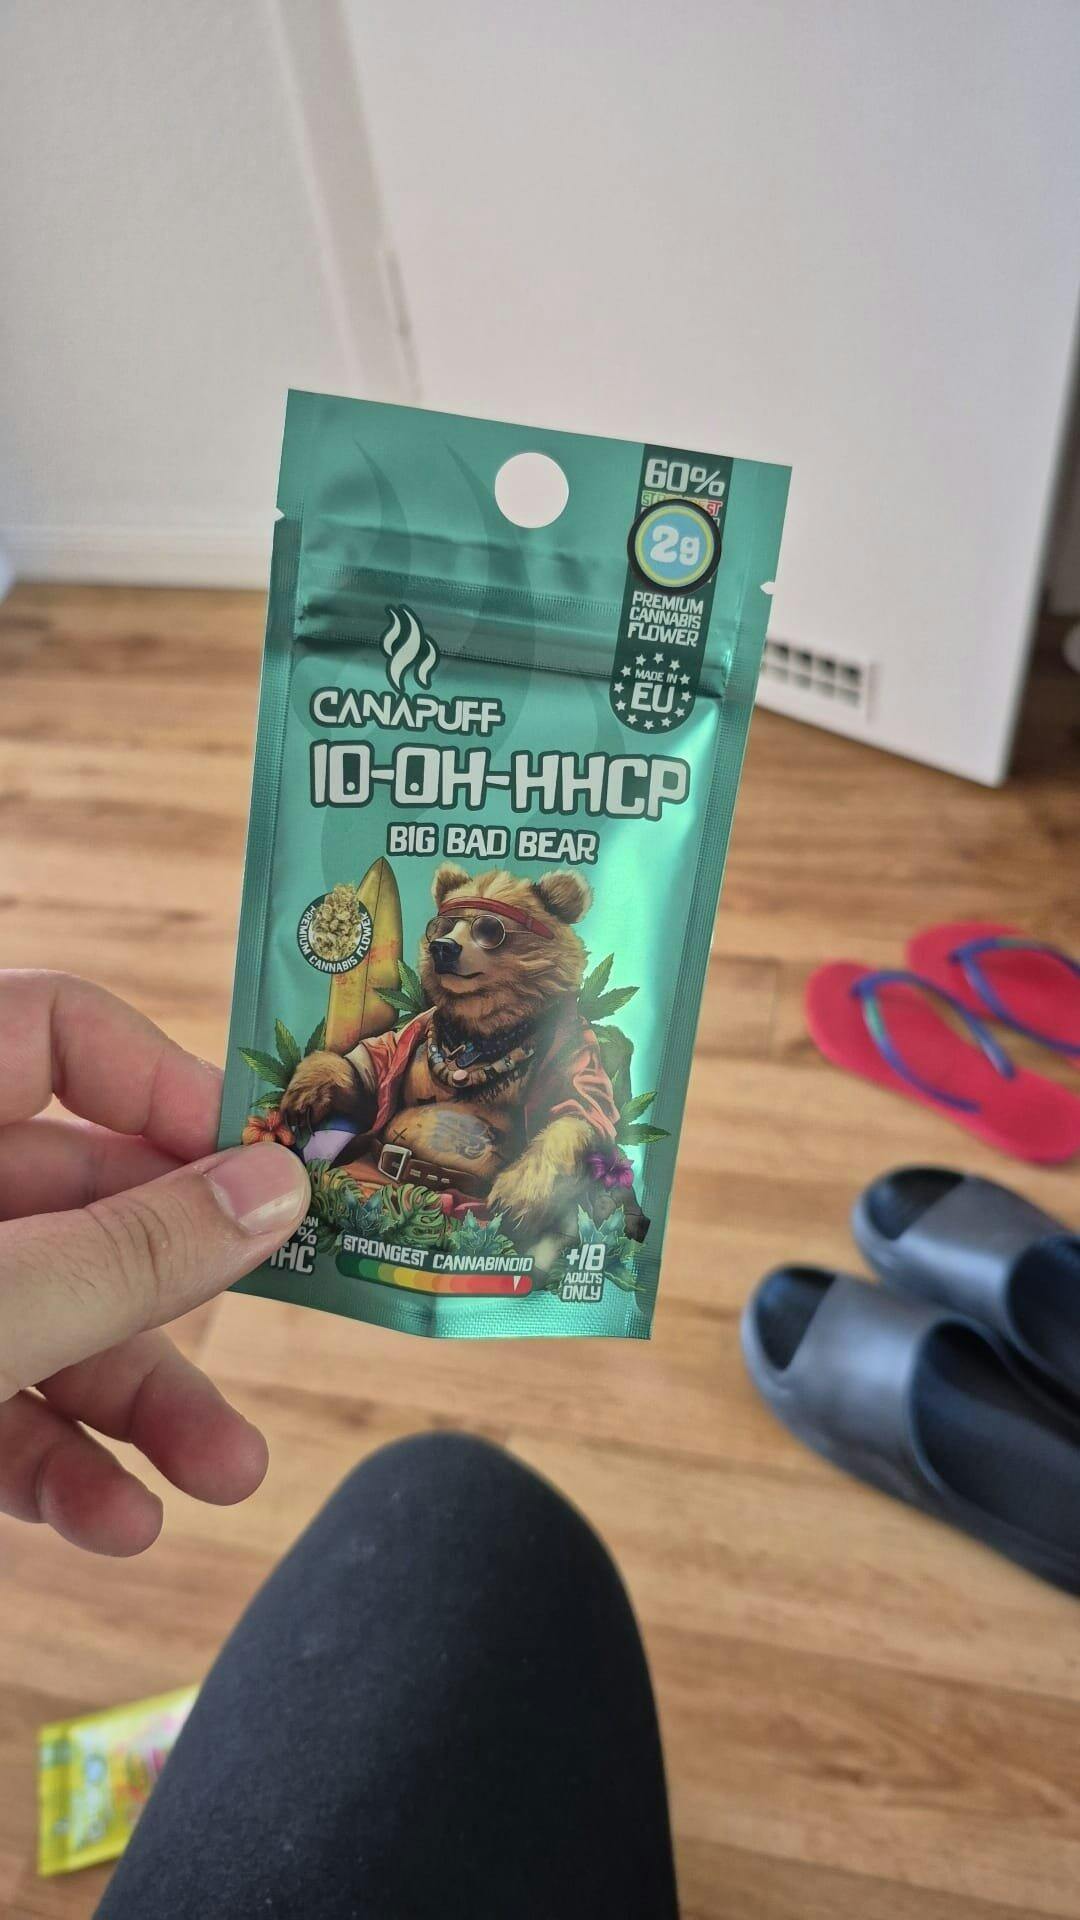 60%
2g
PREMIUM
CANNABIS
FLOWER
MADE IN
EU
CANAPUFF
10-OH-HHCP
BIG BAD BEAR
PREMIUM CANNABIS FLOWER
STRONGEST CANNABINOID
+18
ADULTS
ONLY